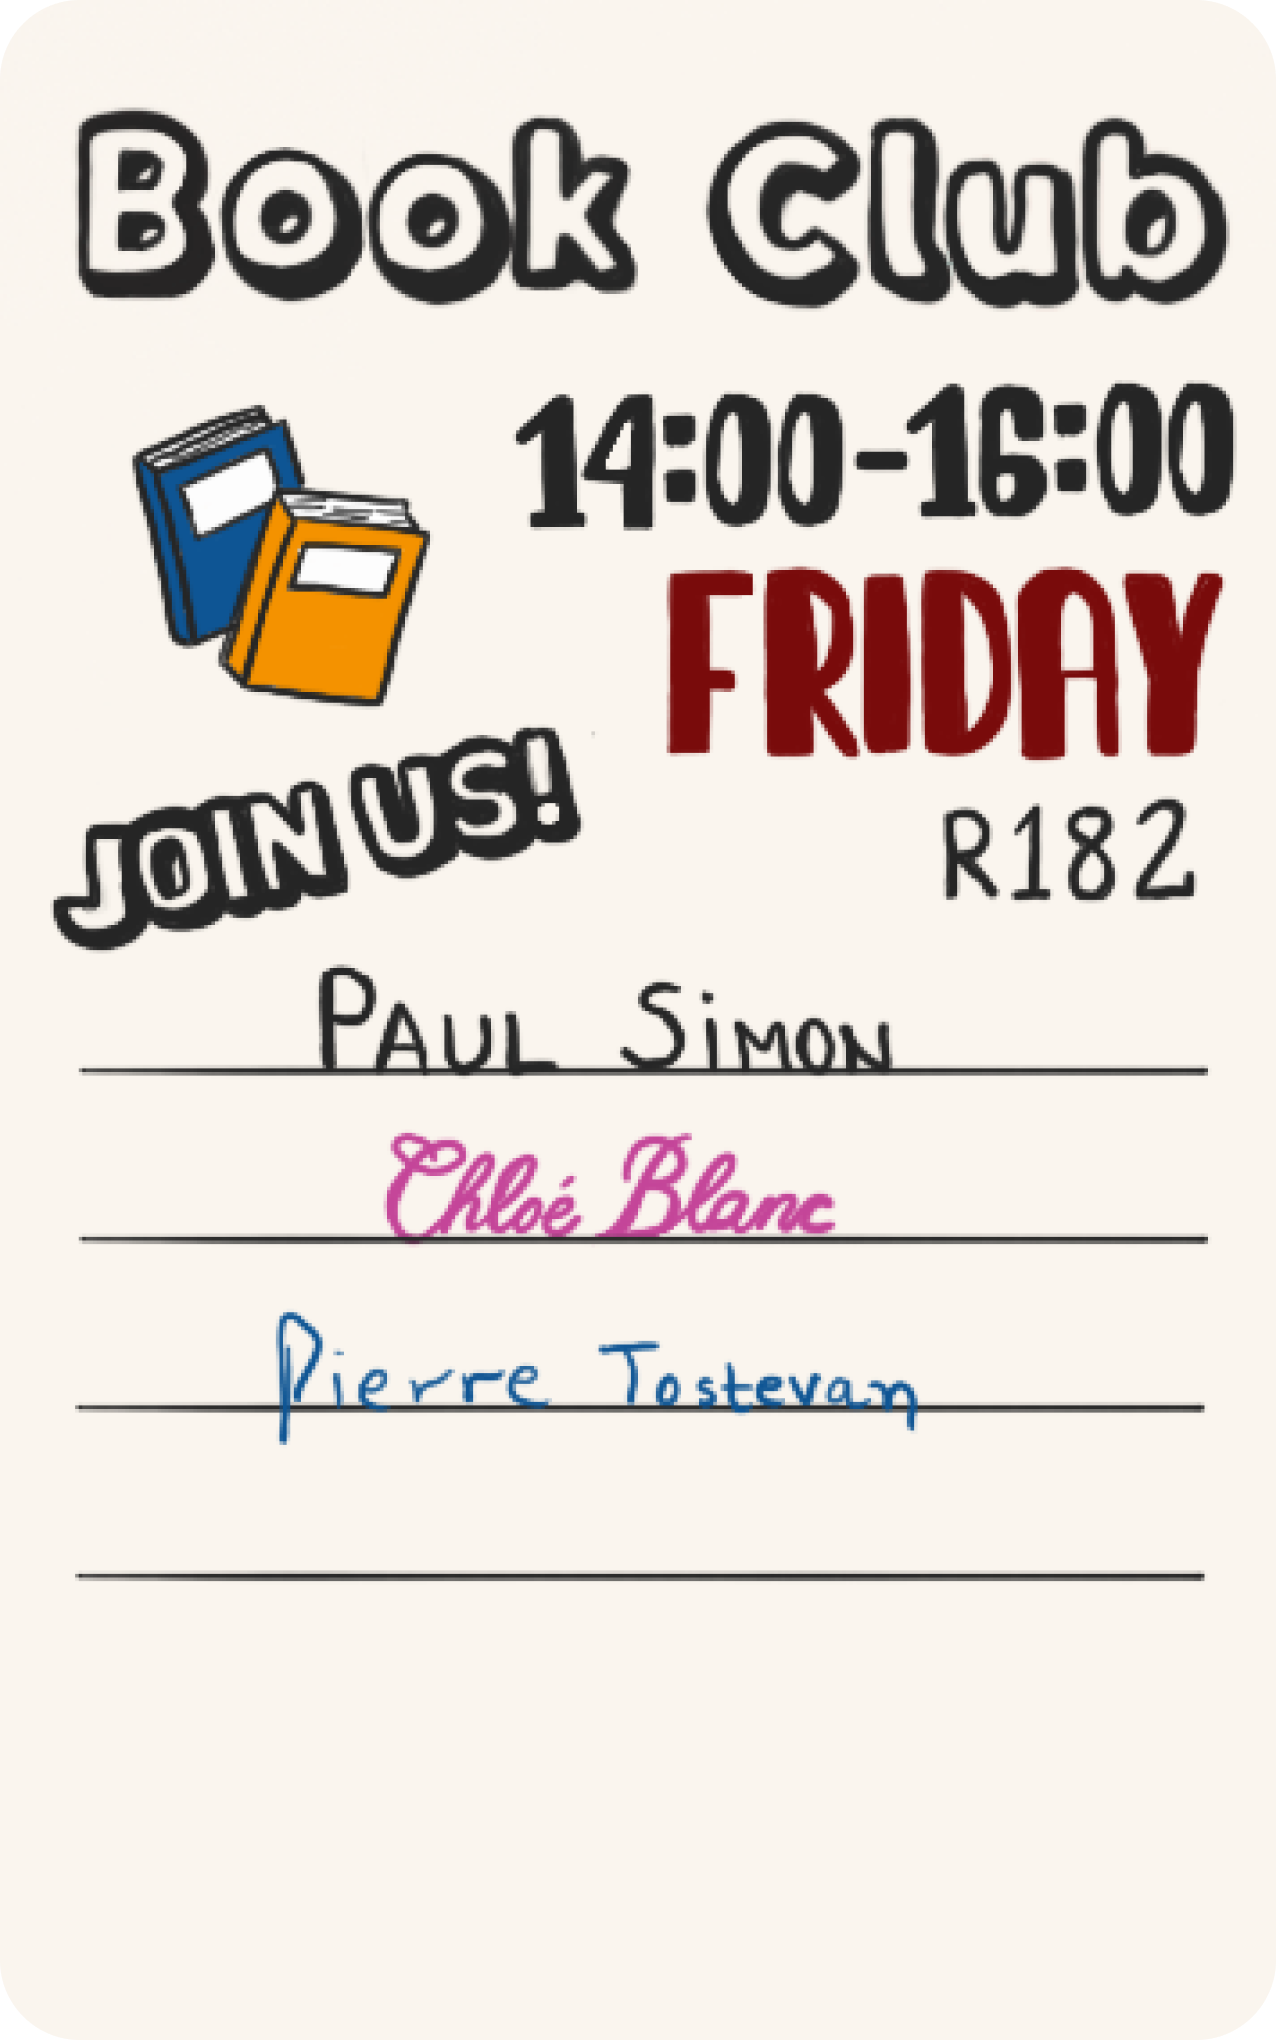 Book Club
14:00-16:00
FRIDAY
JOIN US!
R182
PAUL SiMON
Chloé Blanc
Pierre Tostevan